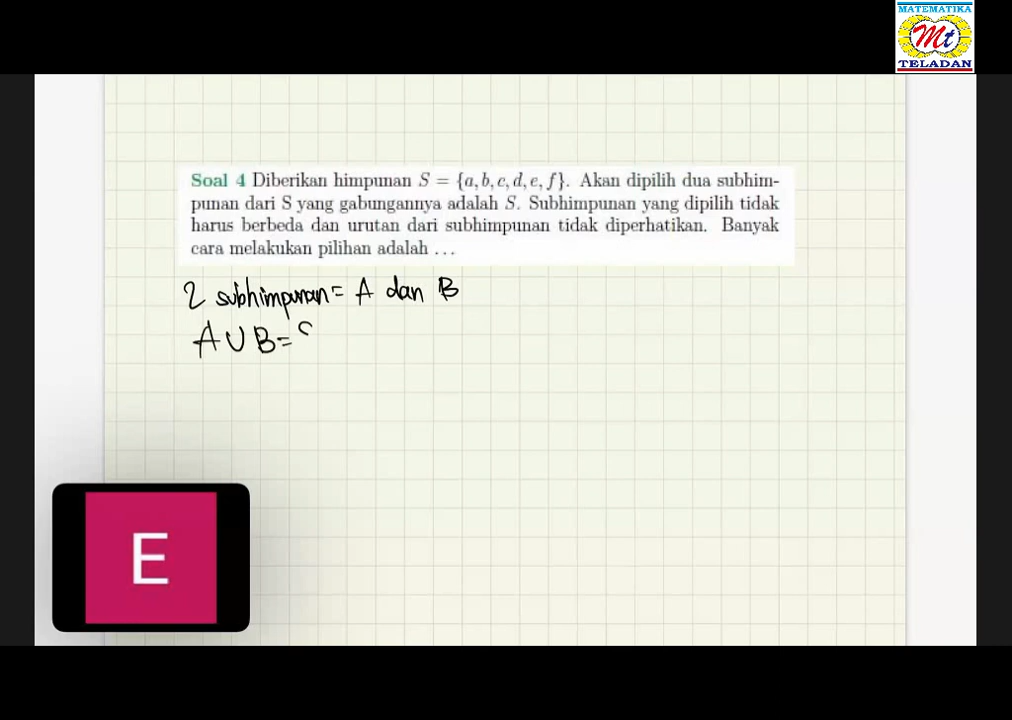 MATEMATIKA
Mt
TELADAN
Soal 4 Diberikan himpunan S = {a, b, c, d, e, f}. Akan dipilih dua subhim-
punan dari S yang gabungannya adalah S. Subhimpunan yang dipilih tidak
harus berbeda dan urutan dari subhimpunan tidak diperhatikan. Banyak
cara melakukan pilihan adalah ...
2 subhimpunan = A dan B
A ∪ B =
E